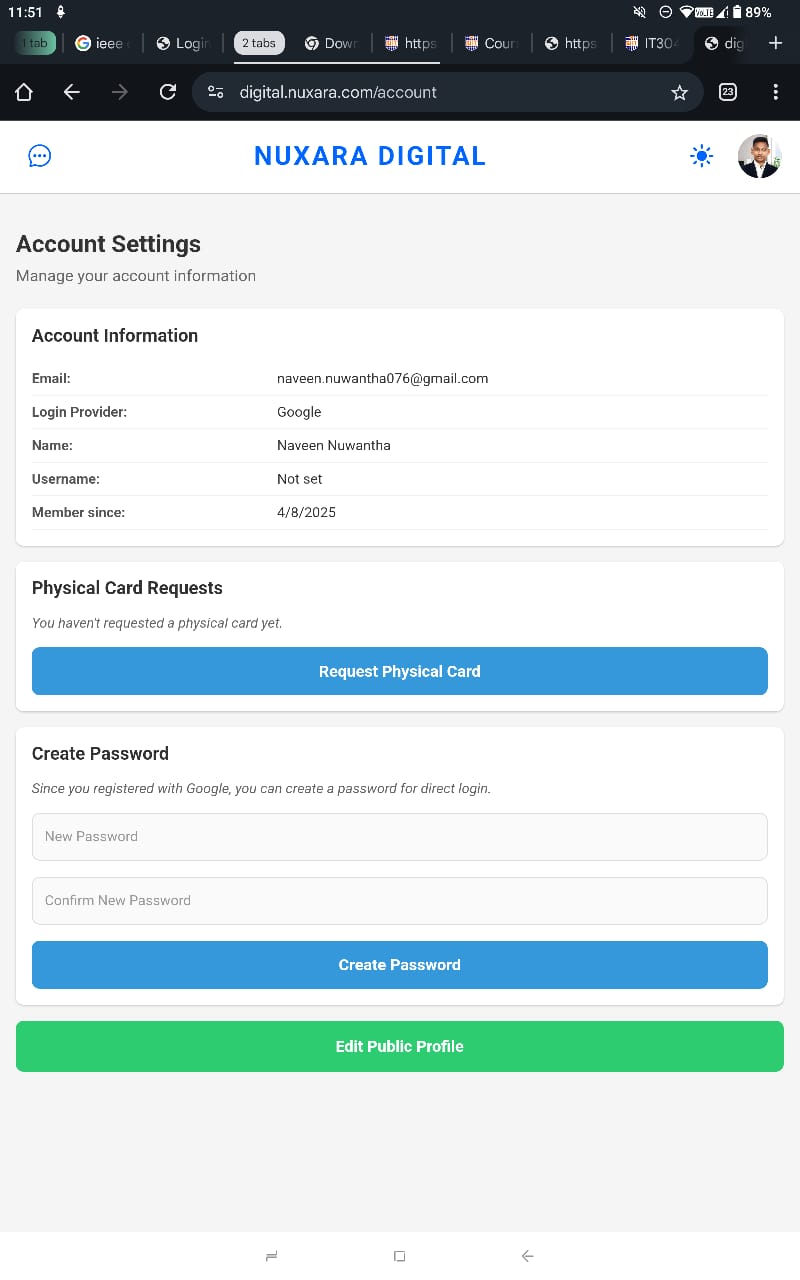 11:51 89%
1 tab ieee Login 2 tabs Down https Cour https IT304 dig
digital.nuxara.com/account 23
NUXARA DIGITAL
Account Settings
Manage your account information
Account Information
Email: naveen.nuwantha076@gmail.com
Login Provider: Google
Name: Naveen Nuwantha
Username: Not set
Member since: 4/8/2025
Physical Card Requests
You haven't requested a physical card yet.
Request Physical Card
Create Password
Since you registered with Google, you can create a password for direct login.
New Password
Confirm New Password
Create Password
Edit Public Profile